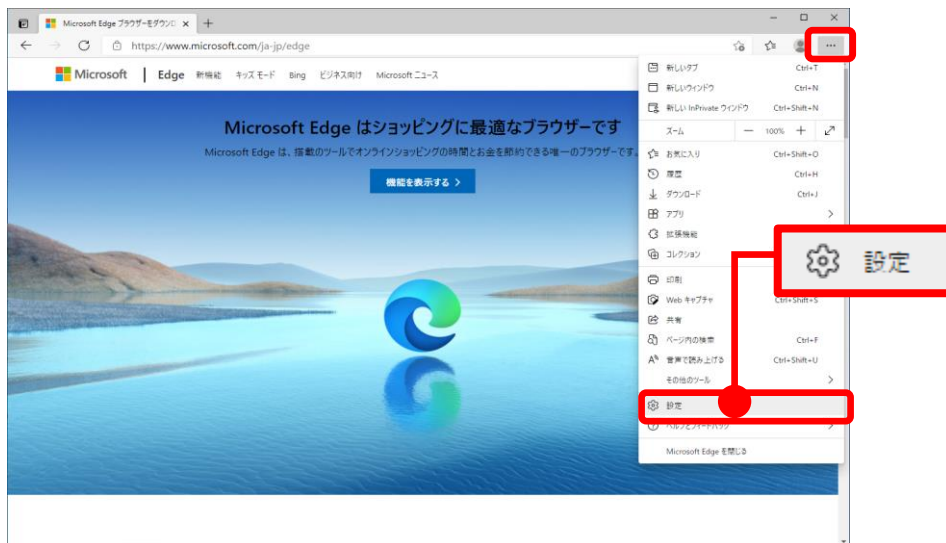 Microsoft Edge ブラウザーをダウンロ
https://www.microsoft.com/ja-jp/edge
Microsoft | Edge 新機能 キッズ モード Bing ビジネス向け Microsoft ニュース
Microsoft Edge はショッピングに最適なブラウザーです
Microsoft Edge は、搭載のツールでオンラインショッピングの時間とお金を節約できる唯一のブラウザーです。
機能を表示する
新しいタブ Ctrl+T
新しいウィンドウ Ctrl+N
新しい InPrivate ウィンドウ Ctrl+Shift+N
ズーム 100%
お気に入り Ctrl+Shift+O
履歴 Ctrl+H
ダウンロード Ctrl+J
アプリ
拡張機能
コレクション
設定
印刷
Web キャプチャ Ctrl+Shift+S
共有
ページ内の検索 Ctrl+F
音声で読み上げる Ctrl+Shift+U
その他のツール
設定
ヘルプとフィードバック
Microsoft Edge を閉じる